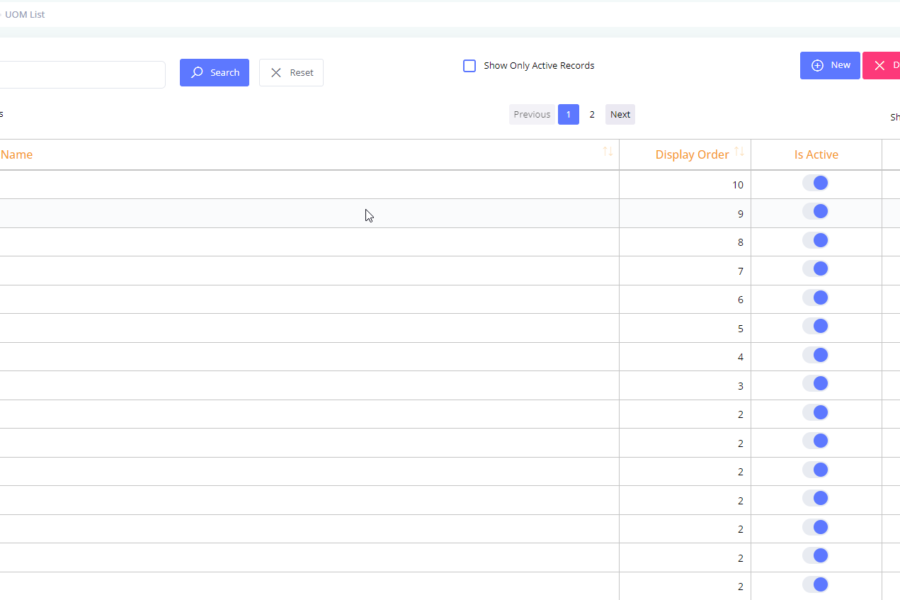 UOM List
Search
Reset
Show Only Active Records
New
D
s
Previous
1
2
Next
Sh
Name
Display Order
Is Active
10
9
8
7
6
5
4
3
2
2
2
2
2
2
2